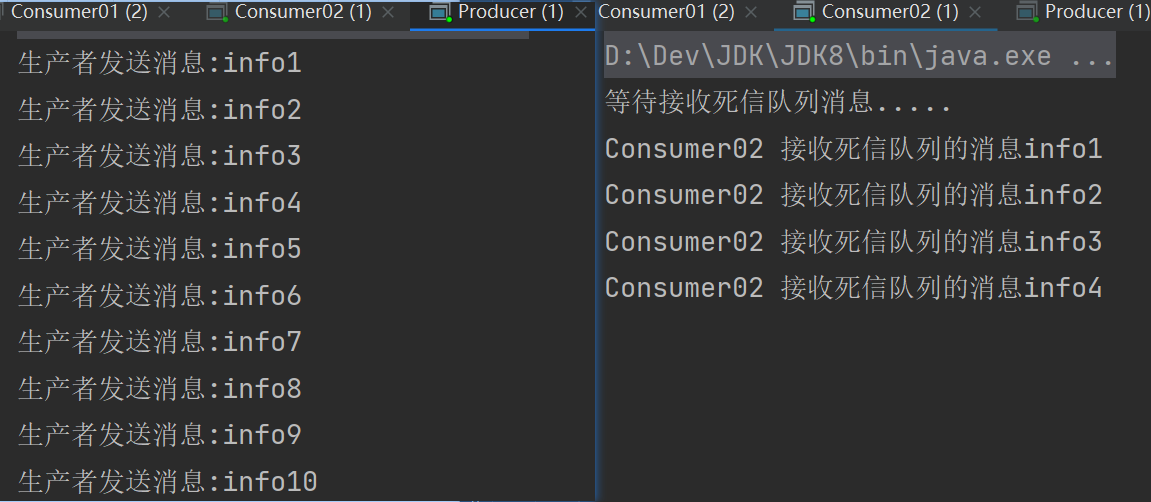 Consumer01 (2) × Consumer02 (1) × Producer (1) ×
生产者发送消息:info1
生产者发送消息:info2
生产者发送消息:info3
生产者发送消息:info4
生产者发送消息:info5
生产者发送消息:info6
生产者发送消息:info7
生产者发送消息:info8
生产者发送消息:info9
生产者发送消息:info10
Consumer01 (2) × Consumer02 (1) × Producer (1)
D:\Dev\JDK\JDK8\bin\java.exe ...
等待接收死信队列消息.....
Consumer02 接收死信队列的消息info1
Consumer02 接收死信队列的消息info2
Consumer02 接收死信队列的消息info3
Consumer02 接收死信队列的消息info4